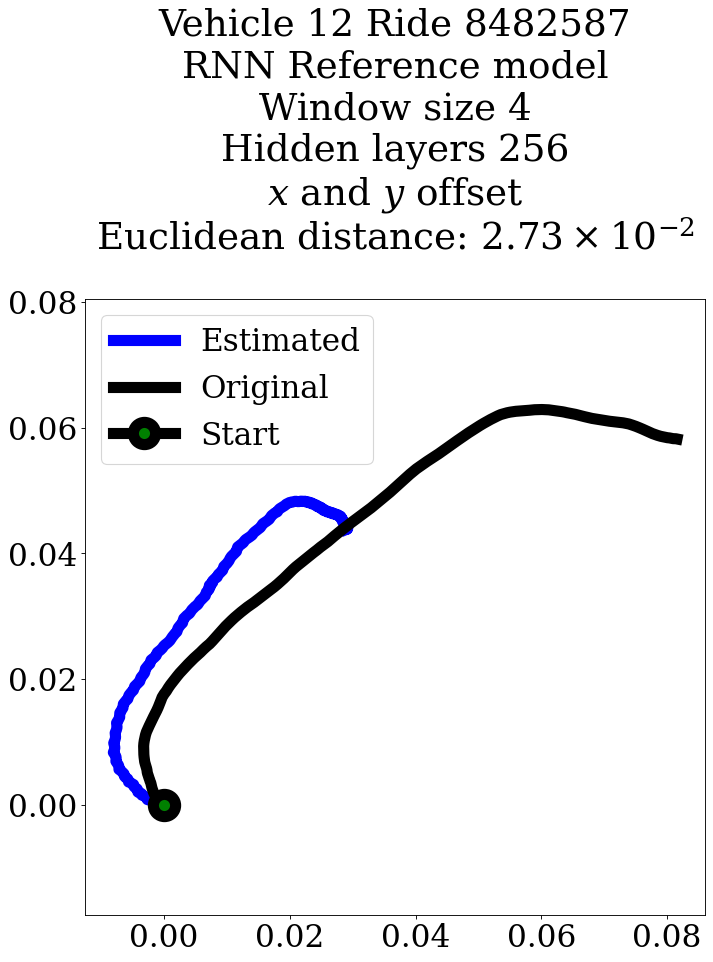 Vehicle 12 Ride 8482587
RNN Reference model
Window size 4
Hidden layers 256
x and y offset
Euclidean distance: 2.73 × 10⁻²
0.08
Estimated
Original
0.06
Start
0.04
0.02
0.00
0.00 0.02 0.04 0.06 0.08